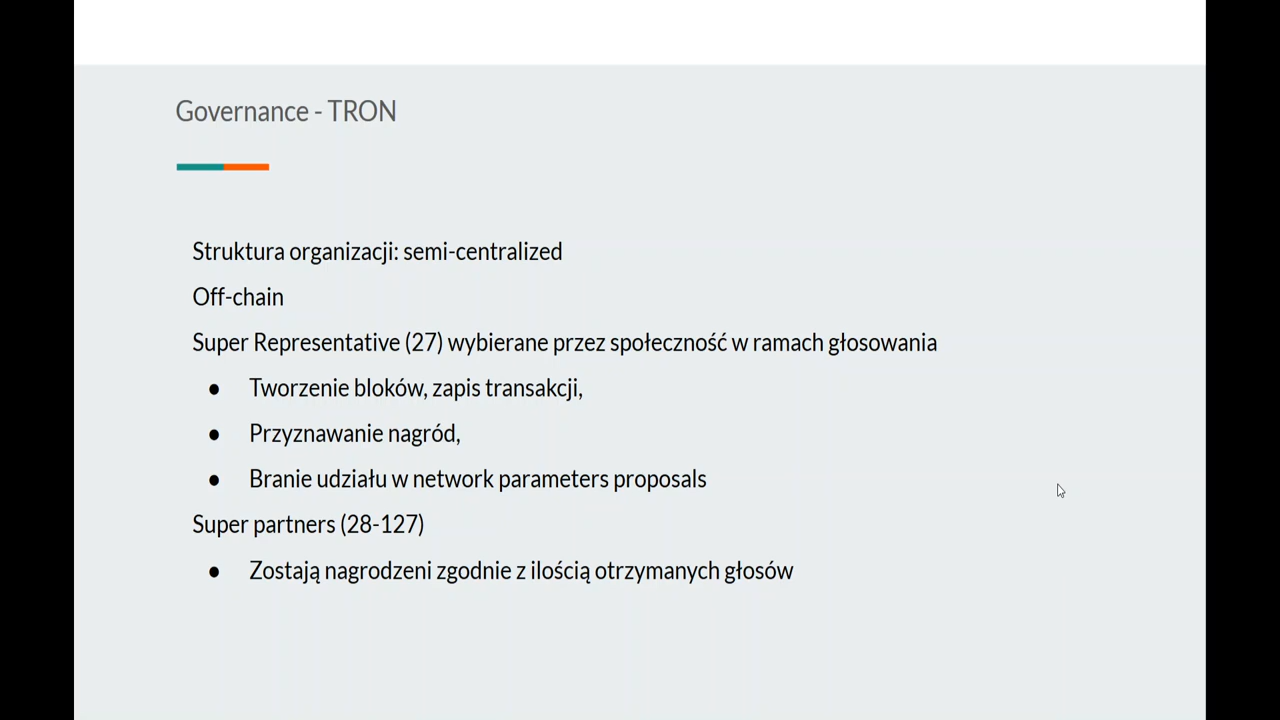 Governance - TRON
Struktura organizacji: semi-centralized
Off-chain
Super Representative (27) wybierane przez społeczność w ramach głosowania
● Tworzenie bloków, zapis transakcji,
● Przyznawanie nagród,
● Branie udziału w network parameters proposals
Super partners (28-127)
● Zostają nagrodzeni zgodnie z ilością otrzymanych głosów